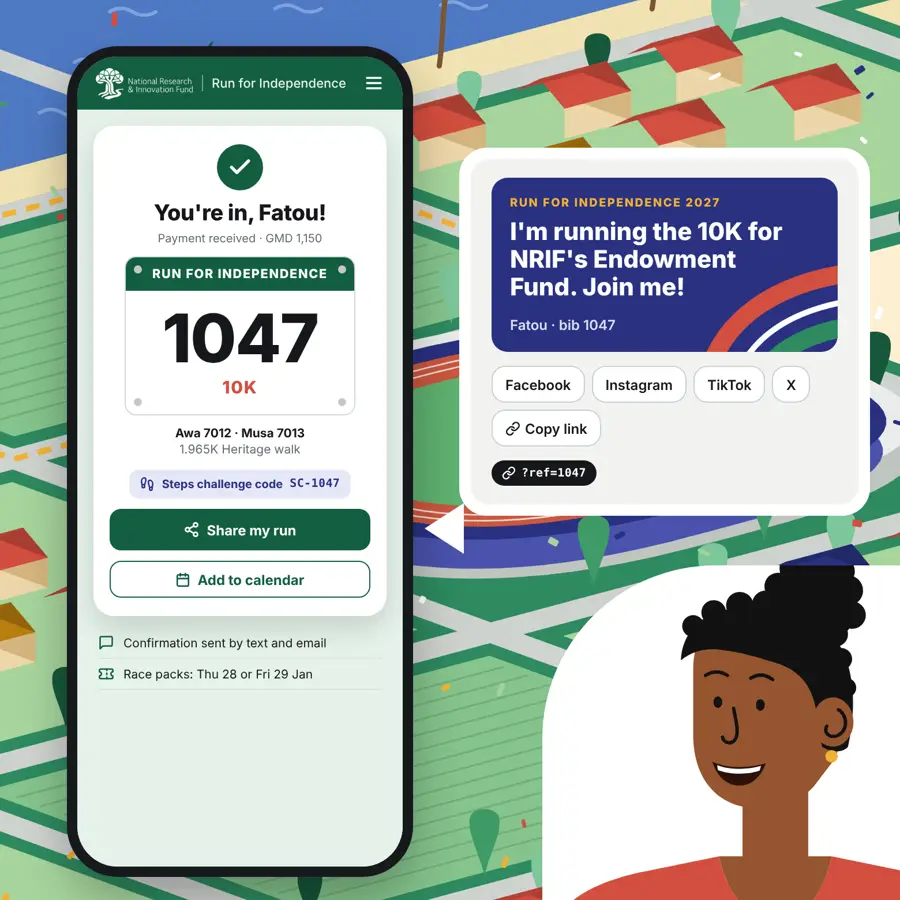 National Research
& Innovation Fund
Run for Independence
You're in, Fatou!
Payment received · GMD 1,150
RUN FOR INDEPENDENCE
1047
10K
Awa 7012 · Musa 7013
1.965K Heritage walk
Steps challenge code SC-1047
Share my run
Add to calendar
Confirmation sent by text and email
Race packs: Thu 28 or Fri 29 Jan
RUN FOR INDEPENDENCE 2027
I'm running the 10K for
NRIF's Endowment
Fund. Join me!
Fatou · bib 1047
Facebook
Instagram
TikTok
X
Copy link
?ref=1047